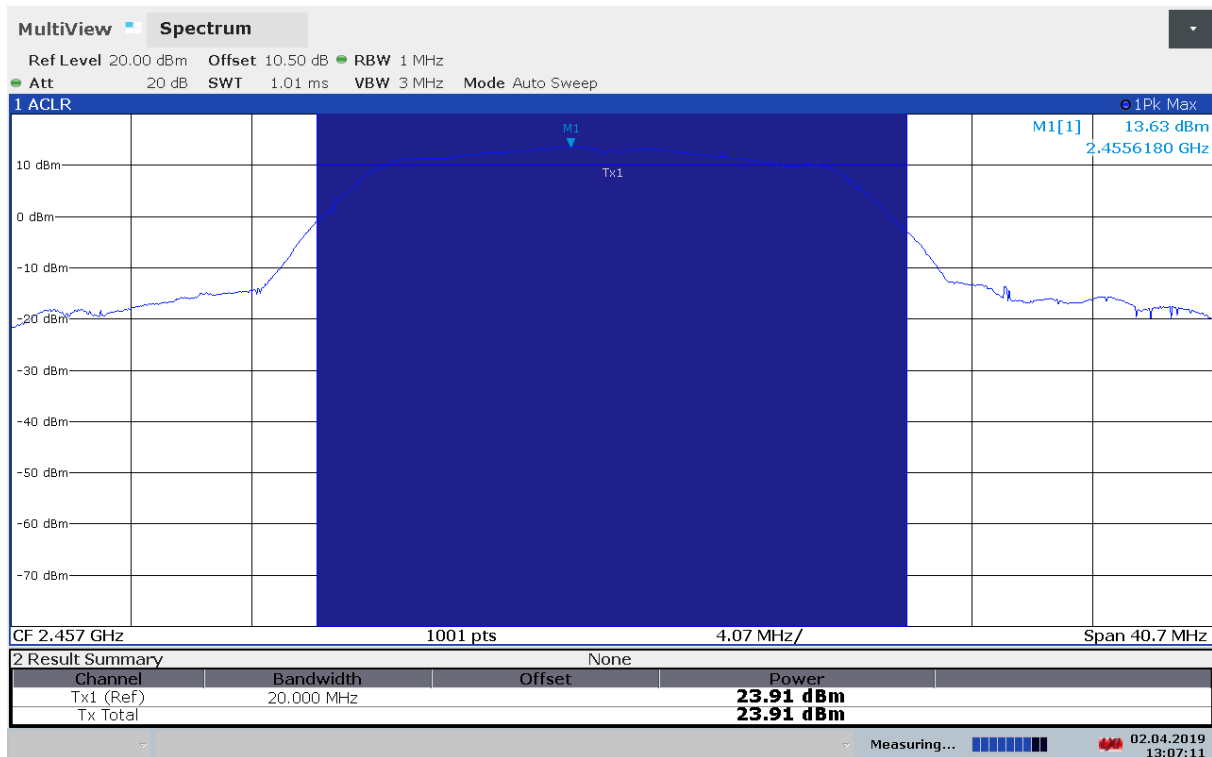 MultiView Spectrum
Ref Level 20.00 dBm Offset 10.50 dB RBW 1 MHz
Att 20 dB SWT 1.01 ms VBW 3 MHz Mode Auto Sweep
1 ACLR 1Pk Max
M1 M1[1] 13.63 dBm
2.4556180 GHz
10 dBm
Tx1
0 dBm
-10 dBm
-20 dBm
-30 dBm
-40 dBm
-50 dBm
-60 dBm
-70 dBm
CF 2.457 GHz 1001 pts 4.07 MHz/ Span 40.7 MHz
2 Result Summary None
Channel Bandwidth Offset Power
Tx1 (Ref) 20.000 MHz 23.91 dBm
Tx Total 23.91 dBm
Measuring... 02.04.2019
13:07:11